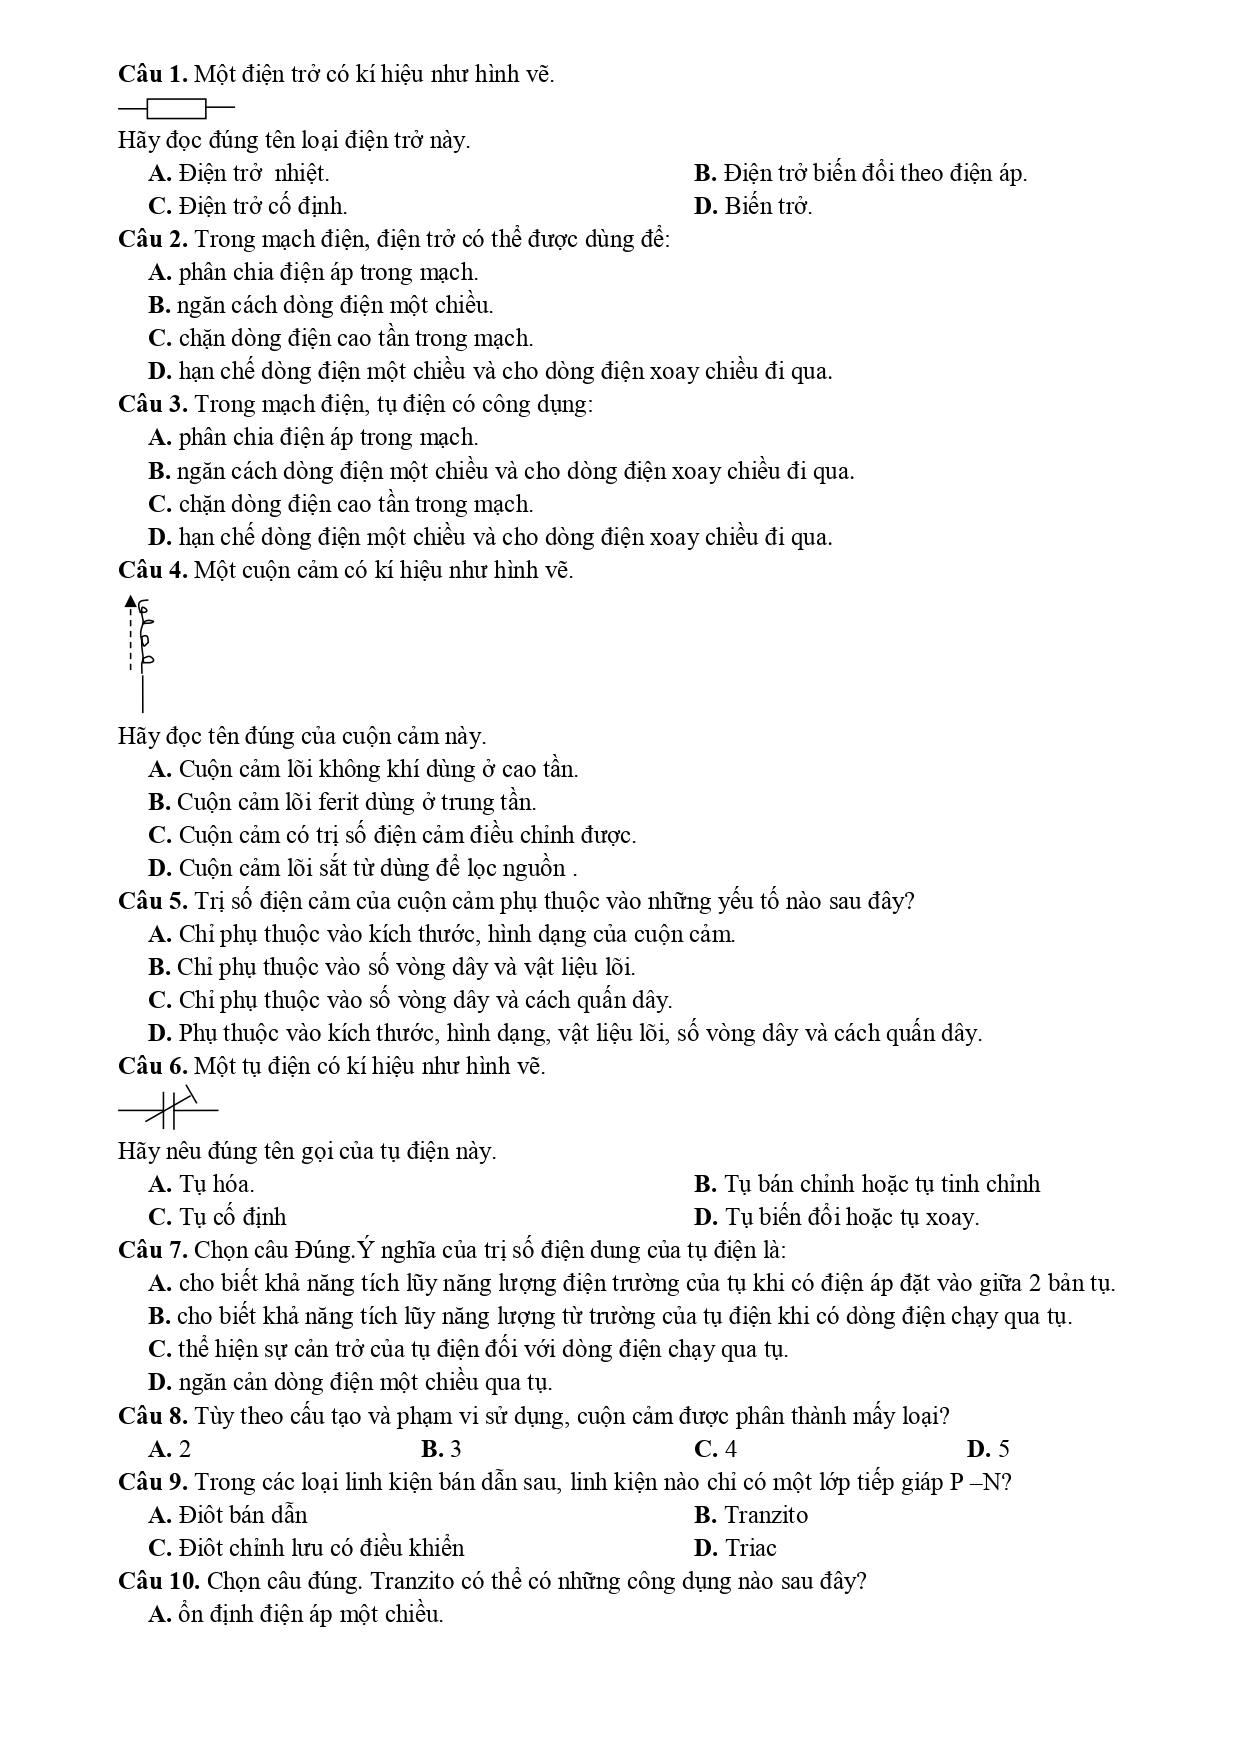 Câu 1. Một điện trở có kí hiệu như hình vẽ.
Hãy đọc đúng tên loại điện trở này.
A. Điện trở  nhiệt. B. Điện trở biến đổi theo điện áp.
C. Điện trở cố định. D. Biến trở.
Câu 2. Trong mạch điện, điện trở có thể được dùng để:
A. phân chia điện áp trong mạch.
B. ngăn cách dòng điện một chiều.
C. chặn dòng điện cao tần trong mạch.
D. hạn chế dòng điện một chiều và cho dòng điện xoay chiều đi qua.
Câu 3. Trong mạch điện, tụ điện có công dụng:
A. phân chia điện áp trong mạch.
B. ngăn cách dòng điện một chiều và cho dòng điện xoay chiều đi qua.
C. chặn dòng điện cao tần trong mạch.
D. hạn chế dòng điện một chiều và cho dòng điện xoay chiều đi qua.
Câu 4. Một cuộn cảm có kí hiệu như hình vẽ.
Hãy đọc tên đúng của cuộn cảm này.
A. Cuộn cảm lõi không khí dùng ở cao tần.
B. Cuộn cảm lõi ferit dùng ở trung tần.
C. Cuộn cảm có trị số điện cảm điều chỉnh được.
D. Cuộn cảm lõi sắt từ dùng để lọc nguồn .
Câu 5. Trị số điện cảm của cuộn cảm phụ thuộc vào những yếu tố nào sau đây?
A. Chỉ phụ thuộc vào kích thước, hình dạng của cuộn cảm.
B. Chỉ phụ thuộc vào số vòng dây và vật liệu lõi.
C. Chỉ phụ thuộc vào số vòng dây và cách quấn dây.
D. Phụ thuộc vào kích thước, hình dạng, vật liệu lõi, số vòng dây và cách quấn dây.
Câu 6. Một tụ điện có kí hiệu như hình vẽ.
Hãy nêu đúng tên gọi của tụ điện này.
A. Tụ hóa. B. Tụ bán chỉnh hoặc tụ tinh chỉnh
C. Tụ cố định D. Tụ biến đổi hoặc tụ xoay.
Câu 7. Chọn câu Đúng.Ý nghĩa của trị số điện dung của tụ điện là:
A. cho biết khả năng tích lũy năng lượng điện trường của tụ khi có điện áp đặt vào giữa 2 bản tụ.
B. cho biết khả năng tích lũy năng lượng từ trường của tụ điện khi có dòng điện chạy qua tụ.
C. thể hiện sự cản trở của tụ điện đối với dòng điện chạy qua tụ.
D. ngăn cản dòng điện một chiều qua tụ.
Câu 8. Tùy theo cấu tạo và phạm vi sử dụng, cuộn cảm được phân thành mấy loại?
A. 2 B. 3 C. 4 D. 5
Câu 9. Trong các loại linh kiện bán dẫn sau, linh kiện nào chỉ có một lớp tiếp giáp P –N?
A. Điôt bán dẫn B. Tranzito
C. Điôt chỉnh lưu có điều khiển D. Triac
Câu 10. Chọn câu đúng. Tranzito có thể có những công dụng nào sau đây?
A. ổn định điện áp một chiều.